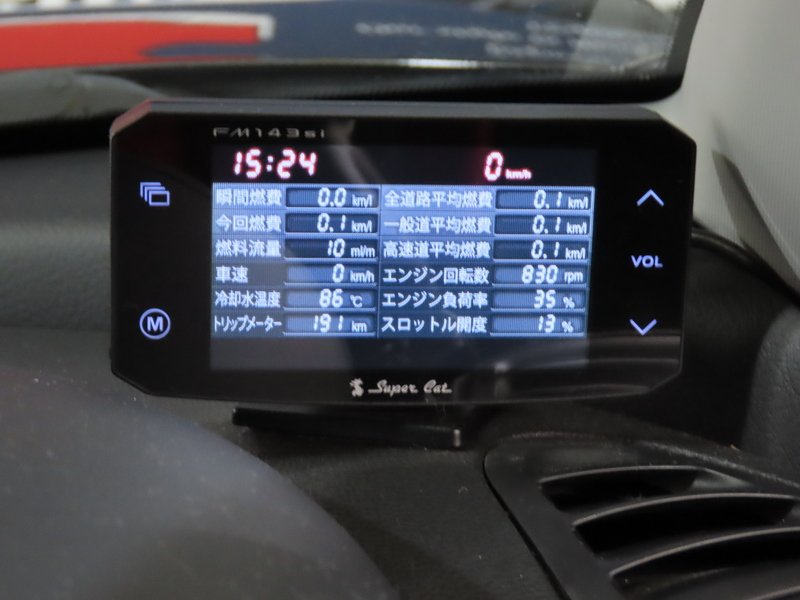 FM143si
15:24 0 km/h
瞬間燃費 0.0 km/l 全道路平均燃費 0.1 km/l
今回燃費 0.1 km/l 一般道平均燃費 0.1 km/l
燃料流量 10 ml/m 高速道平均燃費 0.1 km/l
車速 0 km/h エンジン回転数 830 rpm
冷却水温度 86 ℃ エンジン負荷率 35 %
トリップメーター 191 km スロットル開度 13 %
VOL
M
Super Cat